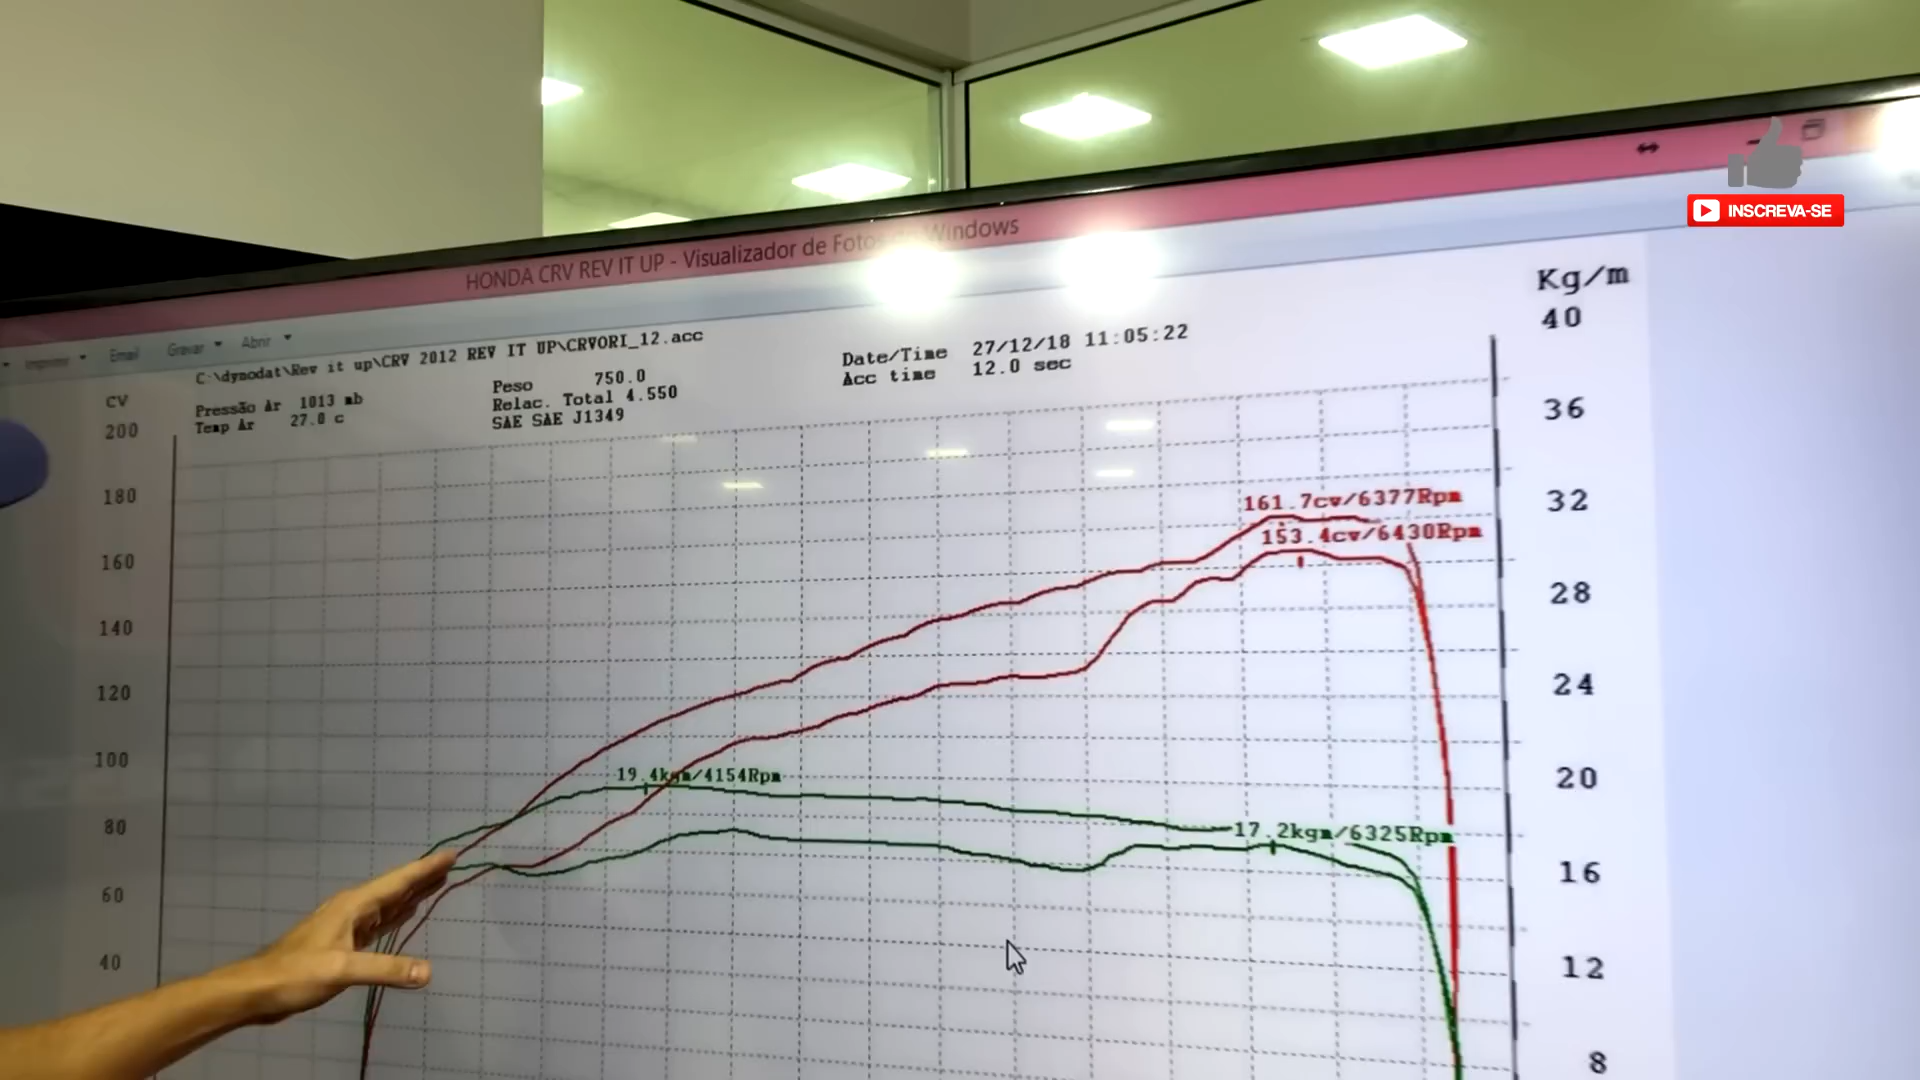 INSCREVA-SE
HONDA CRV REV IT UP - Visualizador de Fotos do Windows
Imprimir Email Gravar Abrir
C:\dynodat\Rev it up\CRV 2012 REV IT UP\CRVORI_12.acc
Pressão Ar 1013 mb
Temp Ar 27.0 c
Peso 750.0
Relac. Total 4.550
SAE SAE J1349
Date/Time 27/12/18 11:05:22
Acc time 12.0 sec
CV
200
180
160
140
120
100
80
60
40
161.7cv/6377Rpm
153.4cv/6430Rpm
19.4kgm/4154Rpm
17.2kgm/6325Rpm
Kg/m
40
36
32
28
24
20
16
12
8